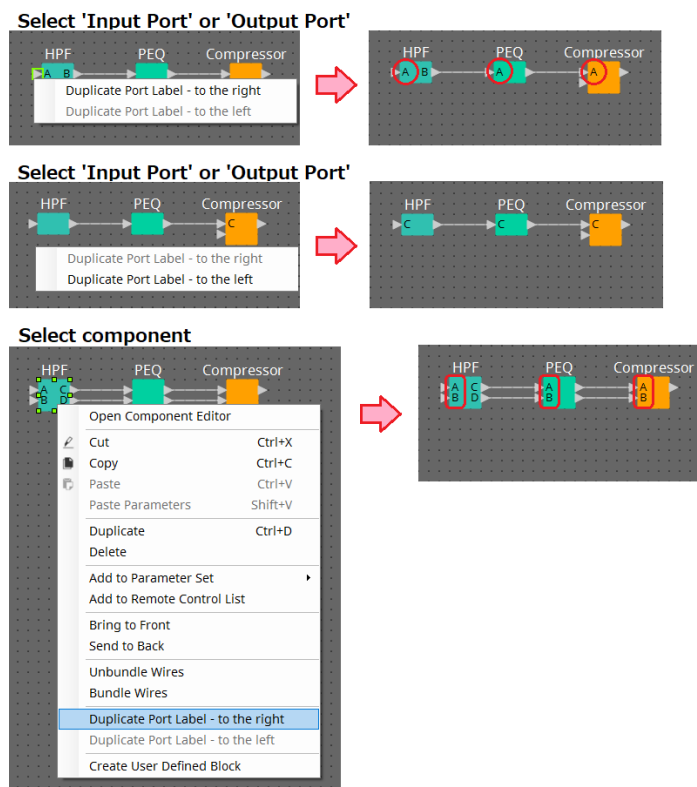 Select 'Input Port' or 'Output Port'
HPF PEQ Compressor
A B
Duplicate Port Label - to the right
Duplicate Port Label - to the left
HPF PEQ Compressor
A B A A
Select 'Input Port' or 'Output Port'
HPF PEQ Compressor
C
Duplicate Port Label - to the right
Duplicate Port Label - to the left
HPF PEQ Compressor
C C C
Select component
HPF PEQ Compressor
A C
B D
Open Component Editor
Cut Ctrl+X
Copy Ctrl+C
Paste Ctrl+V
Paste Parameters Shift+V
Duplicate Ctrl+D
Delete
Add to Parameter Set
Add to Remote Control List
Bring to Front
Send to Back
Unbundle Wires
Bundle Wires
Duplicate Port Label - to the right
Duplicate Port Label - to the left
Create User Defined Block
HPF PEQ Compressor
A C A A
B D B B